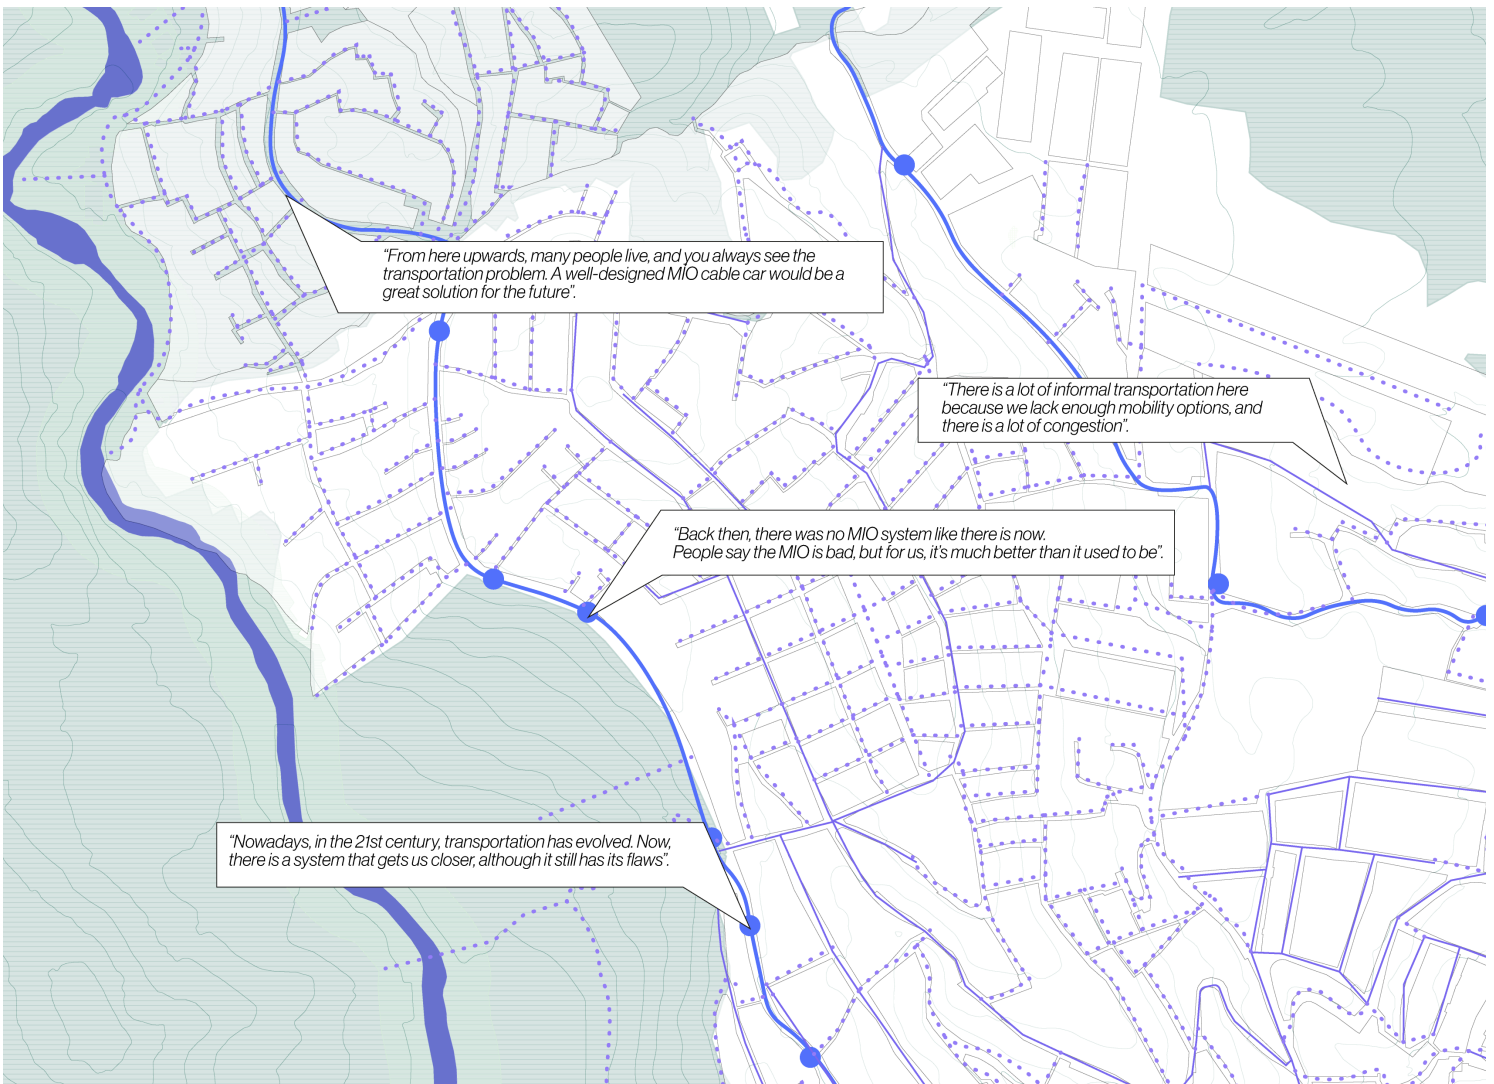 “From here upwards, many people live, and you always see the
transportation problem. A well-designed MIO cable car would be a
great solution for the future”.
“There is a lot of informal transportation here
because we lack enough mobility options, and
there is a lot of congestion”.
“Back then, there was no MIO system like there is now.
People say the MIO is bad, but for us, it’s much better than it used to be”.
“Nowadays, in the 21st century, transportation has evolved. Now,
there is a system that gets us closer, although it still has its flaws”.